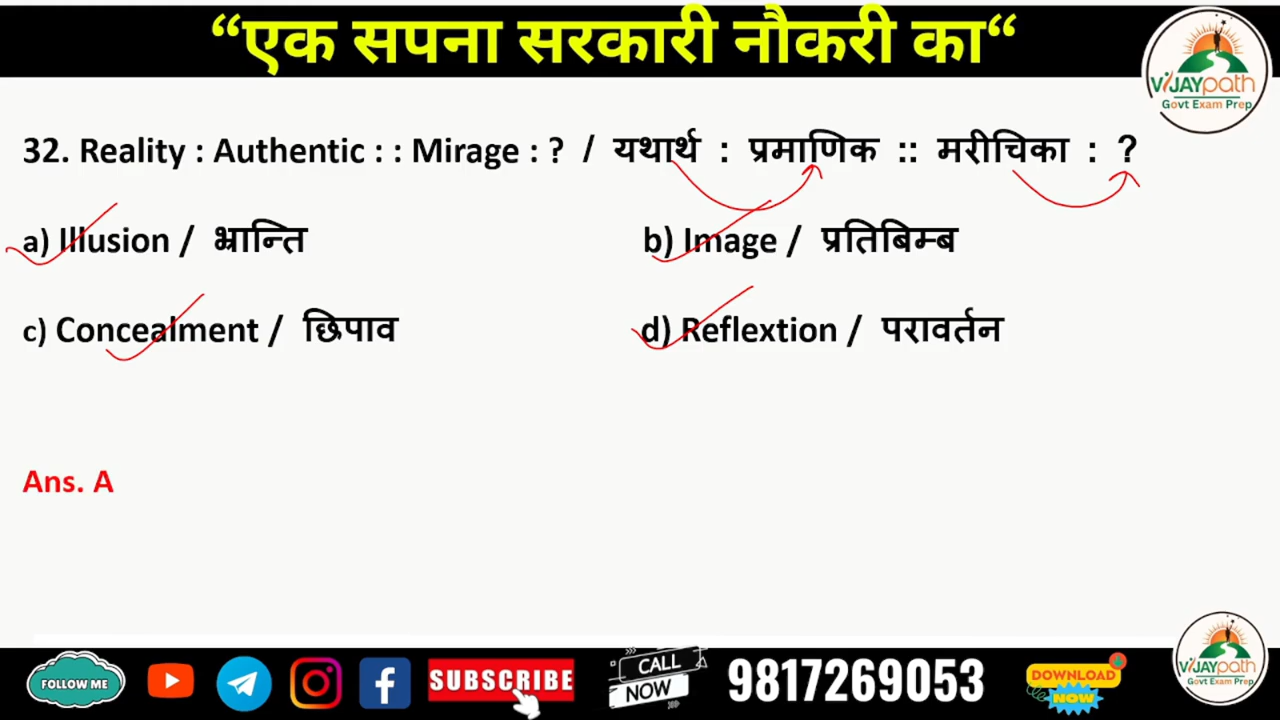 “एक सपना सरकारी नौकरी का“
VIJAYpath
Govt Exam Prep
32. Reality : Authentic : : Mirage : ? / यथार्थ : प्रमाणिक :: मरीचिका : ?
a) Illusion / भ्रान्ति
b) Image / प्रतिबिम्ब
c) Concealment / छिपाव
d) Reflextion / परावर्तन
Ans. A
FOLLOW ME
SUBSCRIBE
CALL
NOW
9817269053
DOWNLOAD
NOW
VIJAYpath
Govt Exam Prep